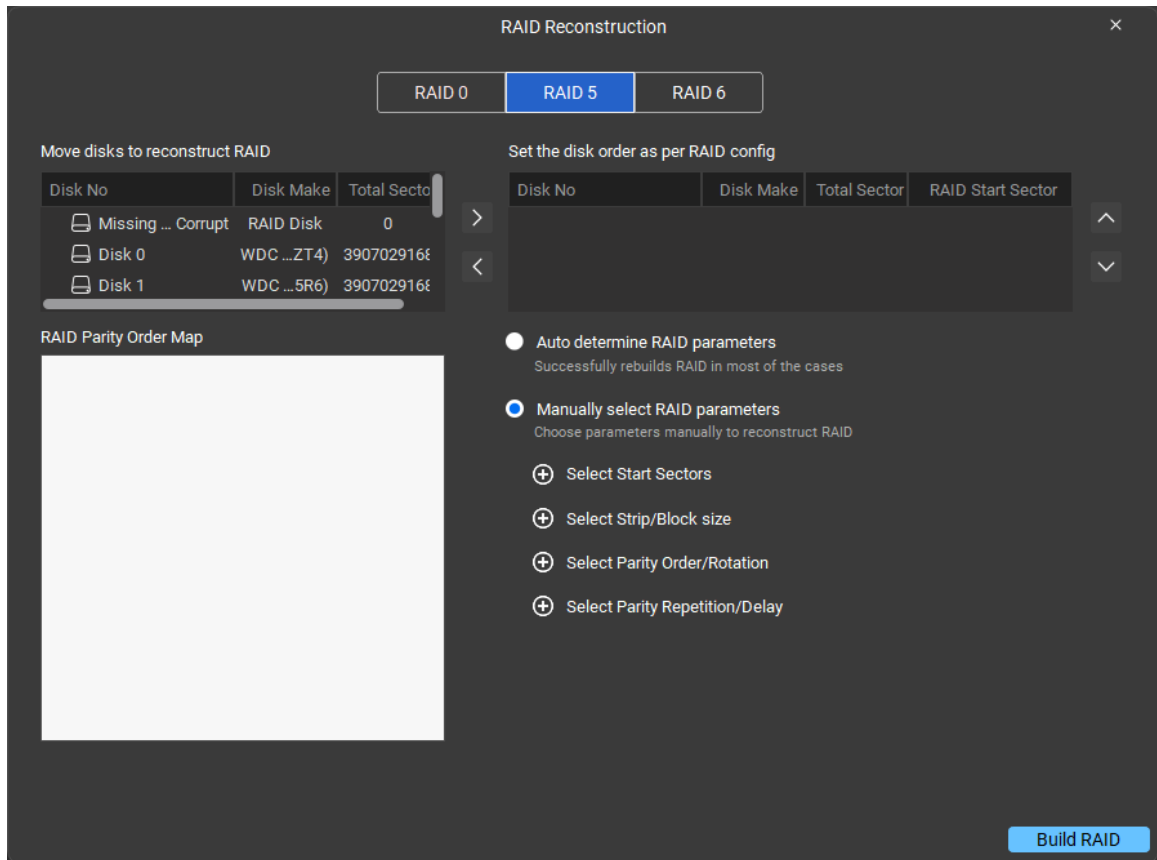 RAID Reconstruction
RAID 0 RAID 5 RAID 6
Move disks to reconstruct RAID
Disk No Disk Make Total Secto
Missing ... Corrupt RAID Disk 0
Disk 0 WDC ...ZT4) 3907029168
Disk 1 WDC ...5R6) 3907029168
Set the disk order as per RAID config
Disk No Disk Make Total Sector RAID Start Sector
RAID Parity Order Map
Auto determine RAID parameters
Successfully rebuilds RAID in most of the cases
Manually select RAID parameters
Choose parameters manually to reconstruct RAID
Select Start Sectors
Select Strip/Block size
Select Parity Order/Rotation
Select Parity Repetition/Delay
Build RAID